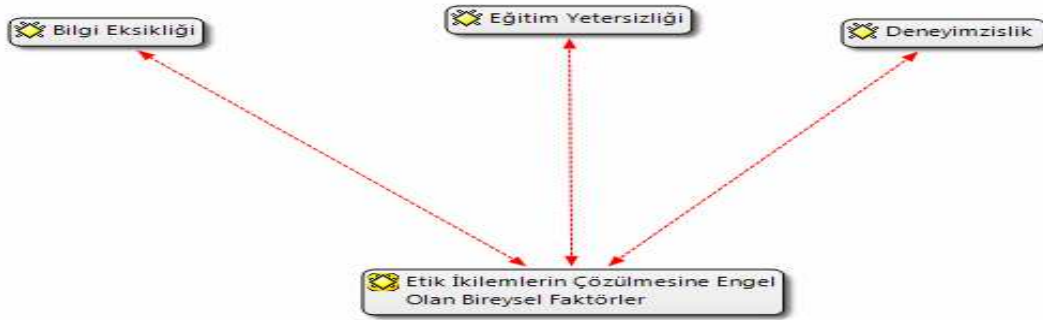 Bilgi Eksikliği
Eğitim Yetersizliği
Deneyimzislik
Etik İkilemlerin Çözülmesine Engel
Olan Bireysel Faktörler